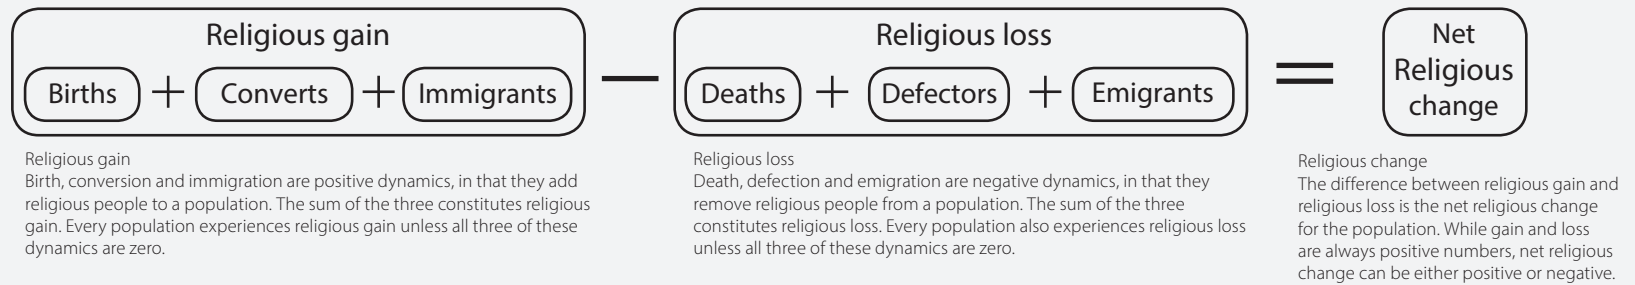 Religious gain
Births + Converts + Immigrants
—
Religious loss
Deaths + Defectors + Emigrants
=
Net
Religious
change
Religious gain
Birth, conversion and immigration are positive dynamics, in that they add
religious people to a population. The sum of the three constitutes religious
gain. Every population experiences religious gain unless all three of these
dynamics are zero.
Religious loss
Death, defection and emigration are negative dynamics, in that they
remove religious people from a population. The sum of the three
constitutes religious loss. Every population also experiences religious loss
unless all three of these dynamics are zero.
Religious change
The difference between religious gain and
religious loss is the net religious change
for the population. While gain and loss
are always positive numbers, net religious
change can be either positive or negative.